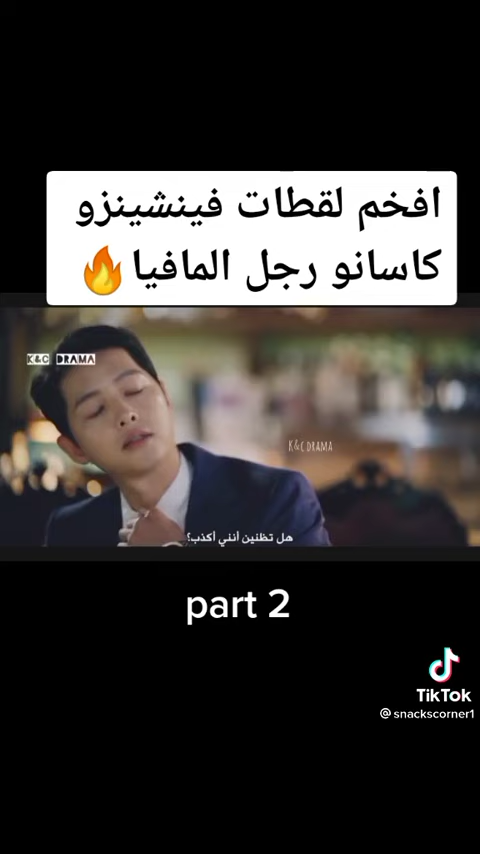 افخم لقطات فينشينزو
كاسانو رجل المافيا🔥
K&C DRAMA
K&C DRAMA
هل تظنين أنني أكذب؟
part 2
TikTok
@snackscorner1